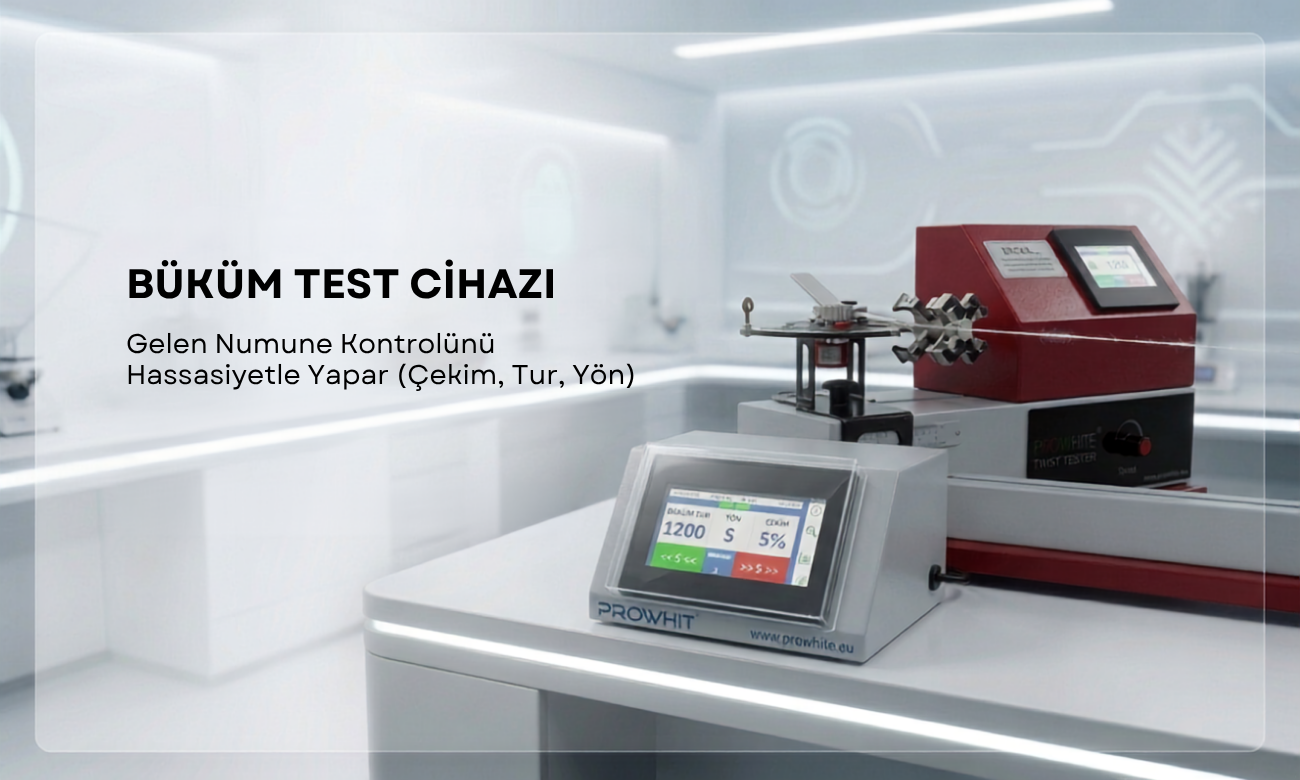 BÜKÜM TEST CİHAZI
Gelen Numune Kontrolünü
Hassasiyetle Yapar (Çekim, Tur, Yön)
PROWHITE
TWIST TESTER
BÜKÜM TUR YÖN ÇEKİM
1200 S 5%
<<S<< >>S>>
PROWHIT
www.prowhite.eu